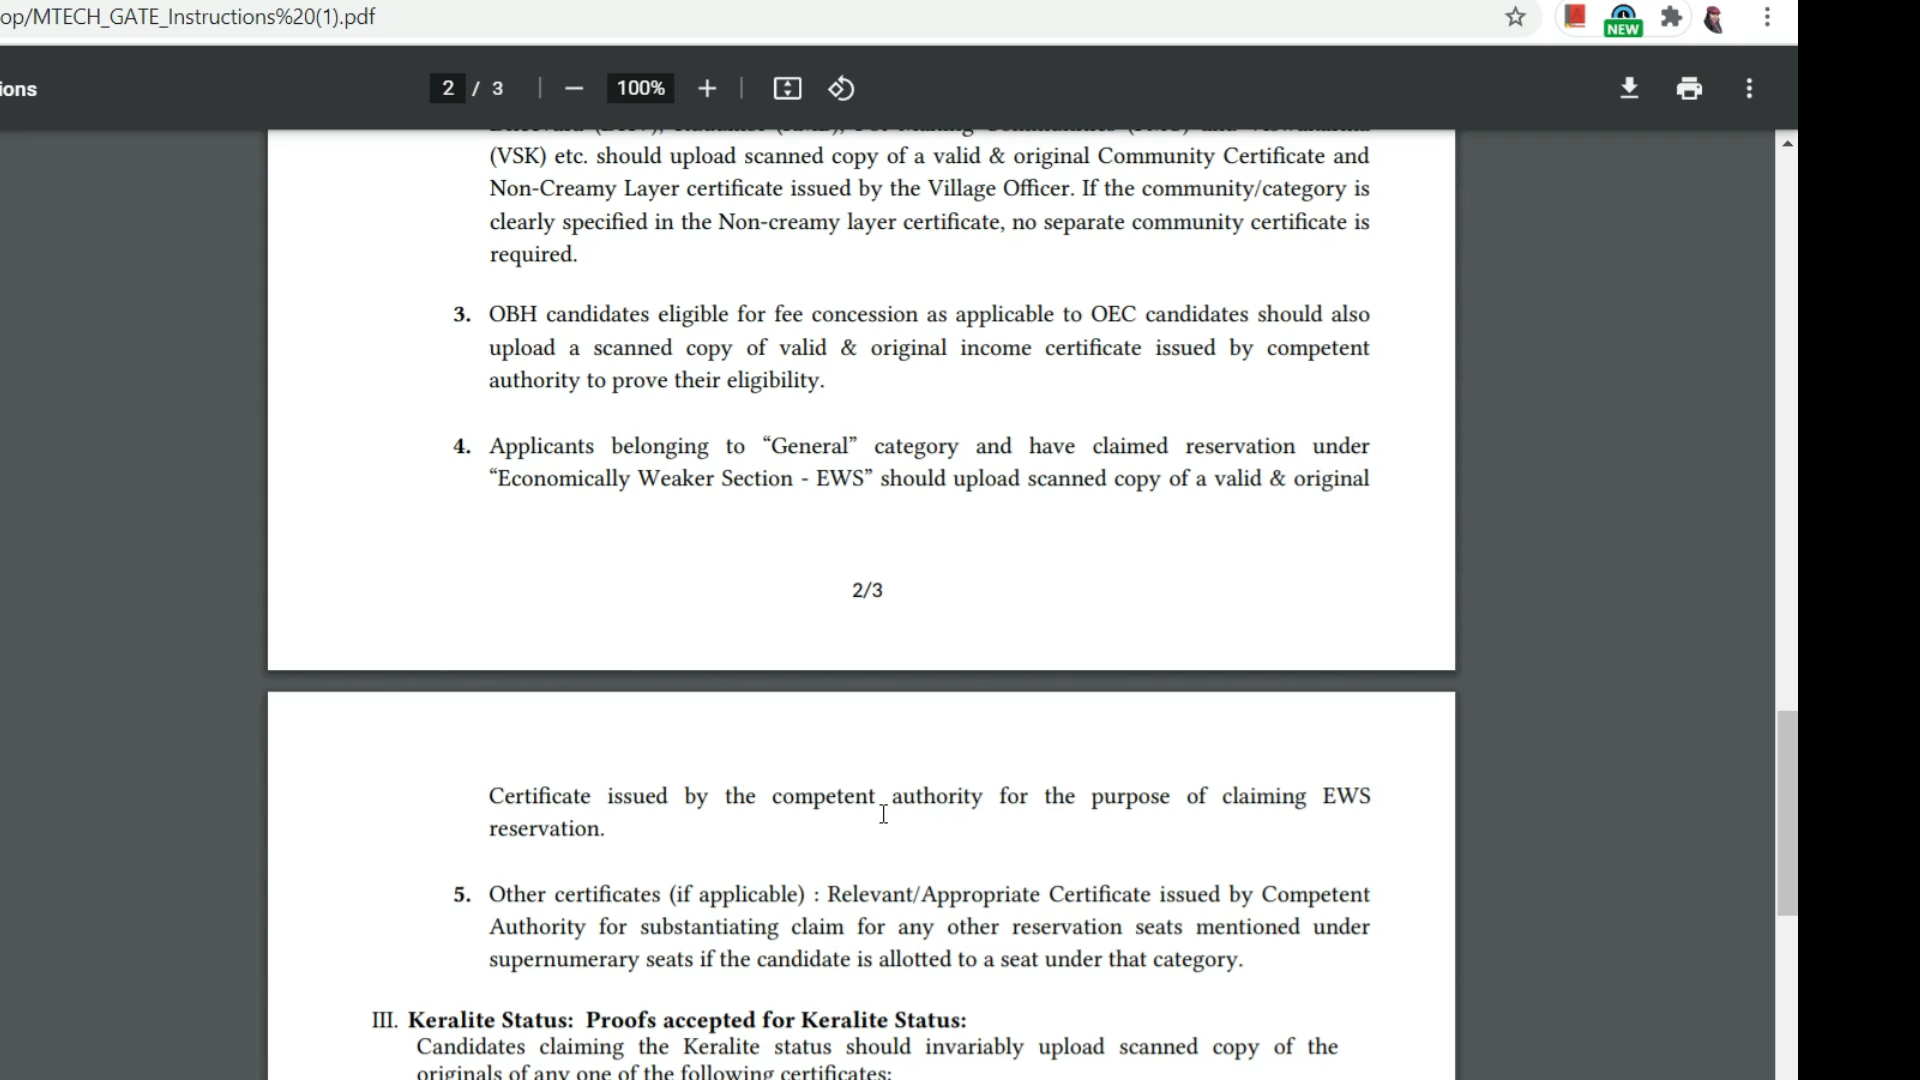 op/MTECH_GATE_Instructions%20(1).pdf
NEW
ions
2 / 3
100%
(VSK) etc. should upload scanned copy of a valid & original Community Certificate and
Non-Creamy Layer certificate issued by the Village Officer. If the community/category is
clearly specified in the Non-creamy layer certificate, no separate community certificate is
required.
3. OBH candidates eligible for fee concession as applicable to OEC candidates should also
upload a scanned copy of valid & original income certificate issued by competent
authority to prove their eligibility.
4. Applicants belonging to “General” category and have claimed reservation under
“Economically Weaker Section - EWS” should upload scanned copy of a valid & original
2/3
Certificate issued by the competent authority for the purpose of claiming EWS
reservation.
5. Other certificates (if applicable) : Relevant/Appropriate Certificate issued by Competent
Authority for substantiating claim for any other reservation seats mentioned under
supernumerary seats if the candidate is allotted to a seat under that category.
III. Keralite Status: Proofs accepted for Keralite Status:
Candidates claiming the Keralite status should invariably upload scanned copy of the
originals of any one of the following certificates: